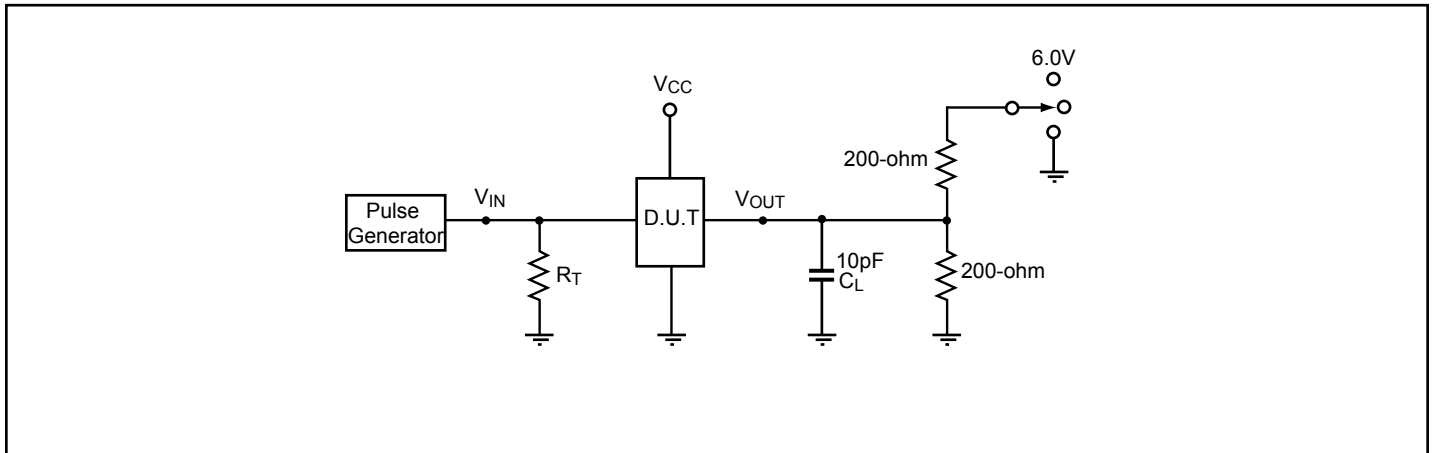 6.0V
VCC
200-ohm
Pulse
Generator
VIN
D.U.T
VOUT
RT
10pF
CL
200-ohm